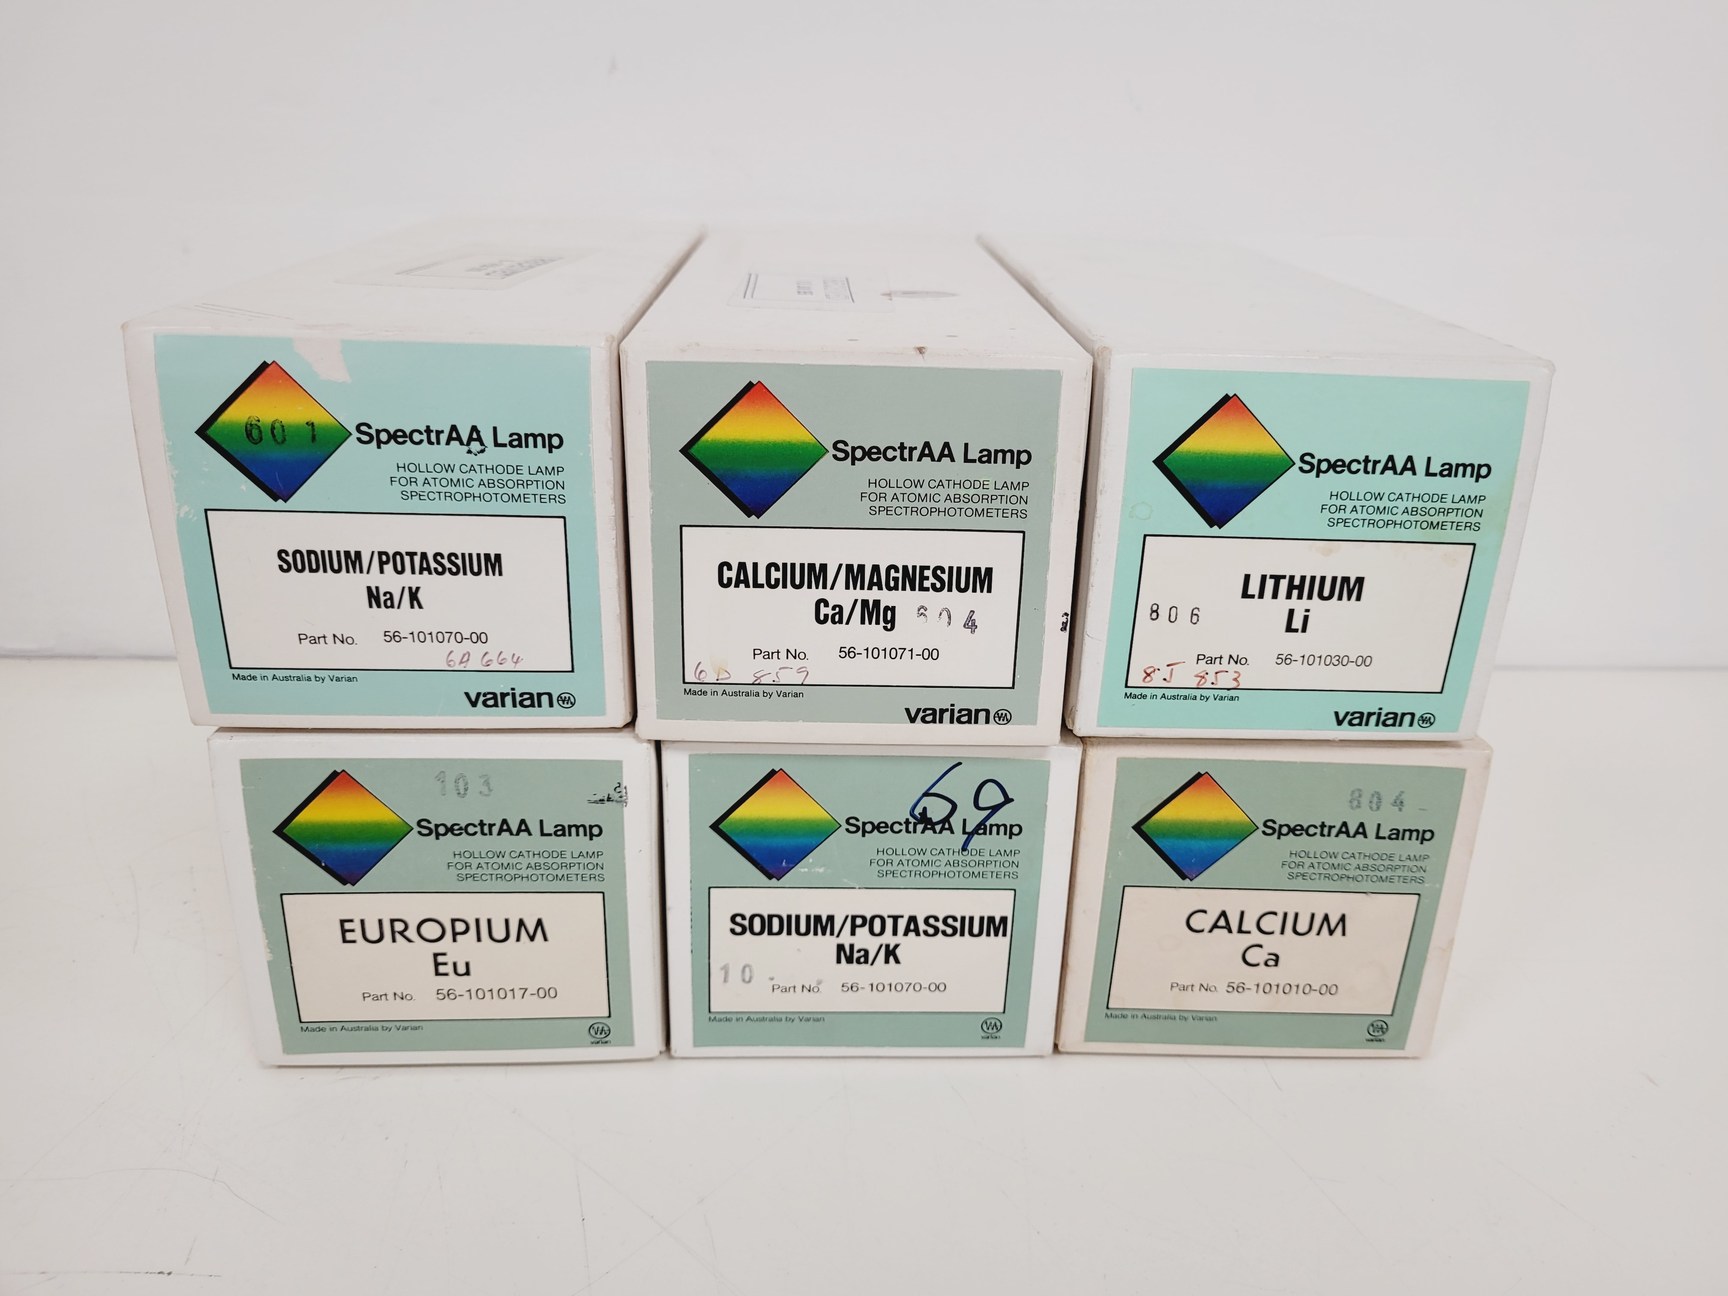 601
SpectrAA Lamp
HOLLOW CATHODE LAMP
FOR ATOMIC ABSORPTION
SPECTROPHOTOMETERS
SODIUM/POTASSIUM
Na/K
Part No. 56-101070-00
6A 664
Made in Australia by Varian
varian
SpectrAA Lamp
HOLLOW CATHODE LAMP
FOR ATOMIC ABSORPTION
SPECTROPHOTOMETERS
CALCIUM/MAGNESIUM
Ca/Mg
Part No. 56-101071-00
6D 859
Made in Australia by Varian
varian
SpectrAA Lamp
HOLLOW CATHODE LAMP
FOR ATOMIC ABSORPTION
SPECTROPHOTOMETERS
LITHIUM
806 Li
Part No. 56-101030-00
8J 853
Made in Australia by Varian
varian
103
SpectrAA Lamp
HOLLOW CATHODE LAMP
FOR ATOMIC ABSORPTION
SPECTROPHOTOMETERS
EUROPIUM
Eu
Part No. 56-101017-00
Made in Australia by Varian
varian
69
SpectrAA Lamp
HOLLOW CATHODE LAMP
FOR ATOMIC ABSORPTION
SPECTROPHOTOMETERS
SODIUM/POTASSIUM
Na/K
10
Part No. 56-101070-00
Made in Australia by Varian
varian
804
SpectrAA Lamp
HOLLOW CATHODE LAMP
FOR ATOMIC ABSORPTION
SPECTROPHOTOMETERS
CALCIUM
Ca
Part No. 56-101010-00
Made in Australia by Varian
varian